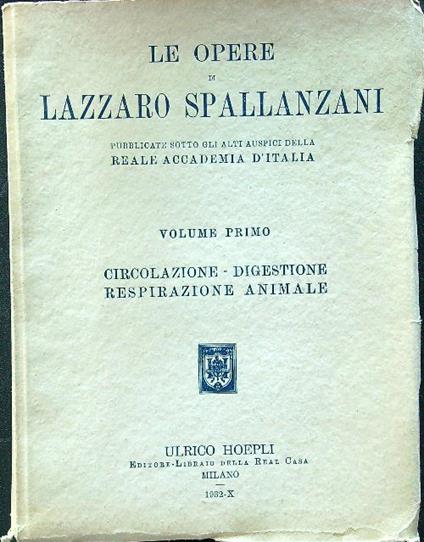 LE OPERE
DI
LAZZARO SPALLANZANI
PUBBLICATE SOTTO GLI ALTI AUSPICI DELLA
REALE ACCADEMIA D'ITALIA
VOLUME PRIMO
CIRCOLAZIONE - DIGESTIONE
RESPIRAZIONE ANIMALE
ULRICO HOEPLI
EDITORE-LIBRAIO DELLA REAL CASA
MILANO
1932-X